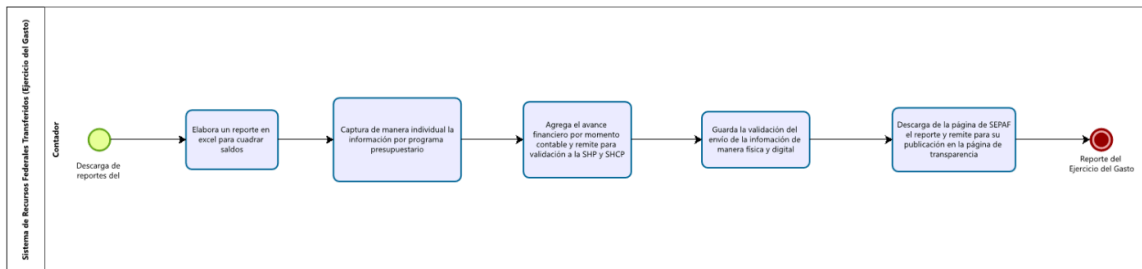 Sistema de Recursos Federales Transferidos (Ejercicio del Gasto)
Contador
Descarga de
reportes del
Elabora un reporte en
excel para cuadrar
saldos
Captura de manera individual la
información por programa
presupuestario
Agrega el avance
financiero por momento
contable y remite para
validación a la SHP y SHCP
Guarda la validación del
envío de la infomación de
manera física y digital
Descarga de la página de SEPAF
el reporte y remite para su
publicación en la página de
transparencia
Reporte del
Ejercicio del Gasto